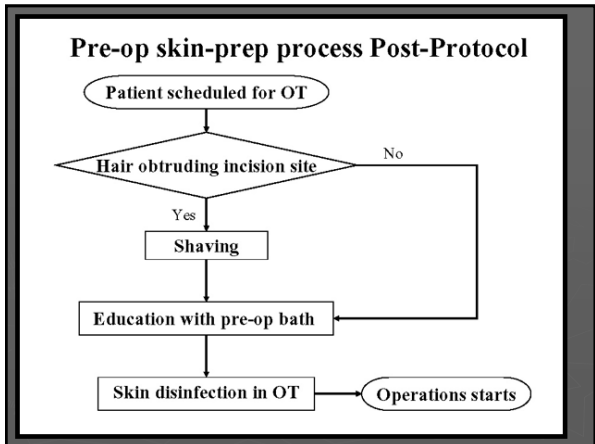 Pre-op skin-prep process Post-Protocol
Patient scheduled for OT
Hair obtruding incision site
No
Yes
Shaving
Education with pre-op bath
Skin disinfection in OT
Operations starts